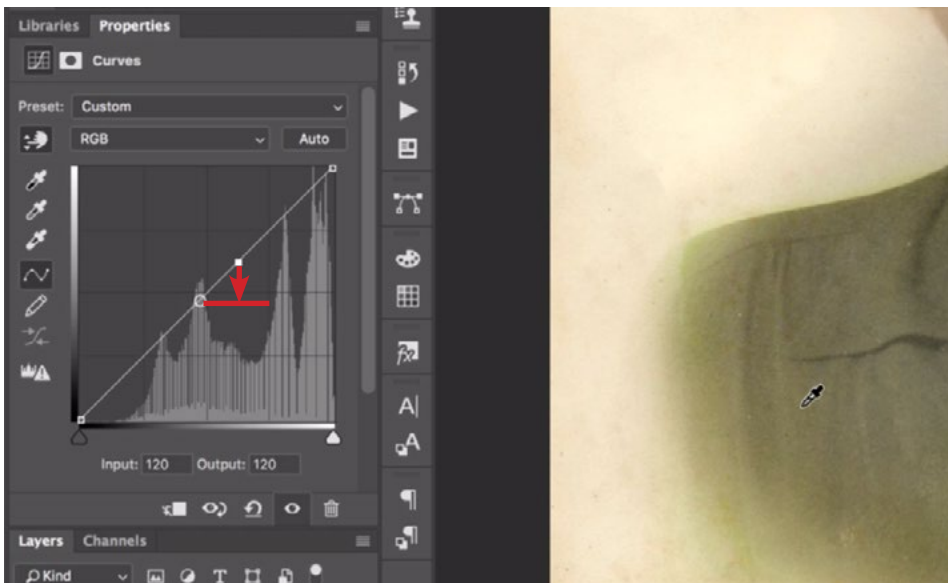 Libraries Properties
Curves
Preset: Custom
RGB Auto
Input: 120 Output: 120
Layers Channels
Kind